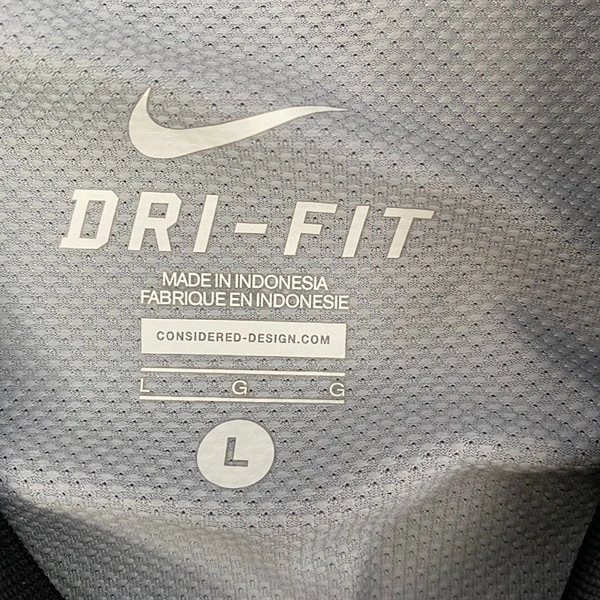 DRI-FIT
MADE IN INDONESIA
FABRIQUE EN INDONESIE
CONSIDERED-DESIGN.COM
L G G
L